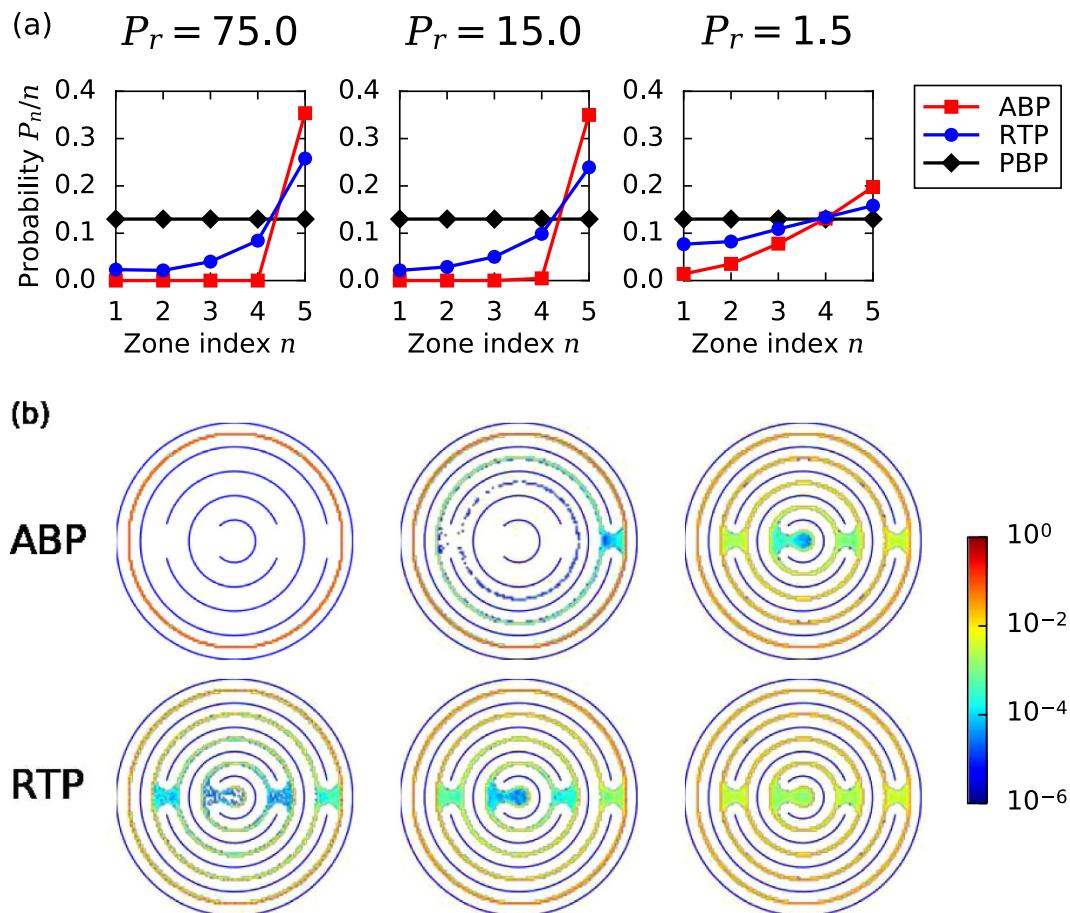 (a)
P_r = 75.0
P_r = 15.0
P_r = 1.5
Probability P_n/n
0.4
0.3
0.2
0.1
0.0
1 2 3 4 5
Zone index n
0.4
0.3
0.2
0.1
0.0
1 2 3 4 5
Zone index n
0.4
0.3
0.2
0.1
0.0
1 2 3 4 5
Zone index n
ABP
RTP
PBP
(b)
ABP
RTP
10^0
10^-2
10^-4
10^-6